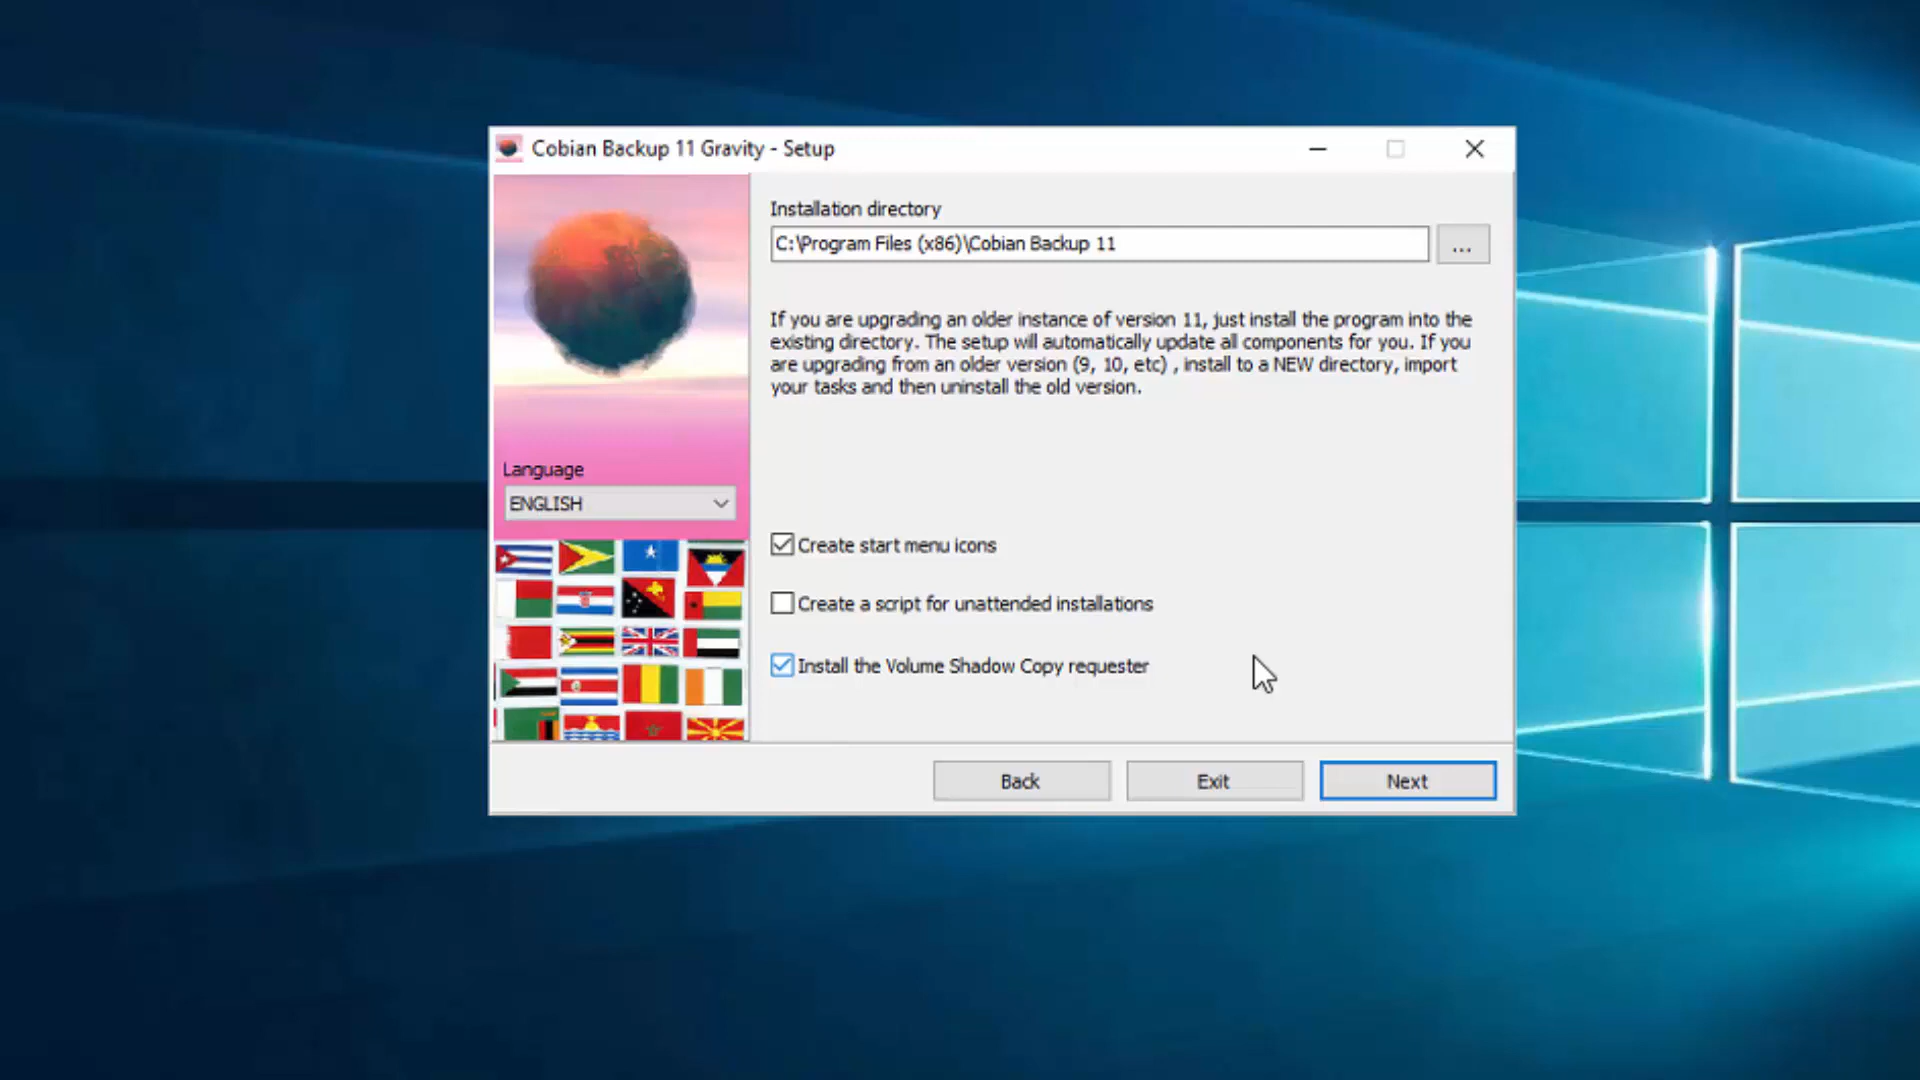 Cobian Backup 11 Gravity - Setup
Installation directory
C:\Program Files (x86)\Cobian Backup 11
...
If you are upgrading an older instance of version 11, just install the program into the
existing directory. The setup will automatically update all components for you. If you
are upgrading from an older version (9, 10, etc) , install to a NEW directory, import
your tasks and then uninstall the old version.
Language
ENGLISH
Create start menu icons
Create a script for unattended installations
Install the Volume Shadow Copy requester
Back
Exit
Next